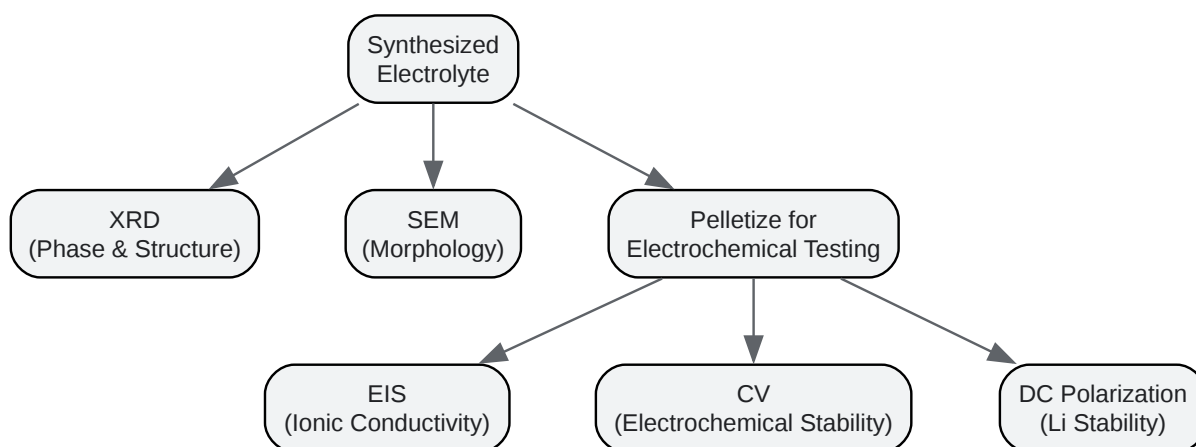 Synthesized
Electrolyte
XRD
(Phase & Structure)
SEM
(Morphology)
Pelletize for
Electrochemical Testing
EIS
(Ionic Conductivity)
CV
(Electrochemical Stability)
DC Polarization
(Li Stability)